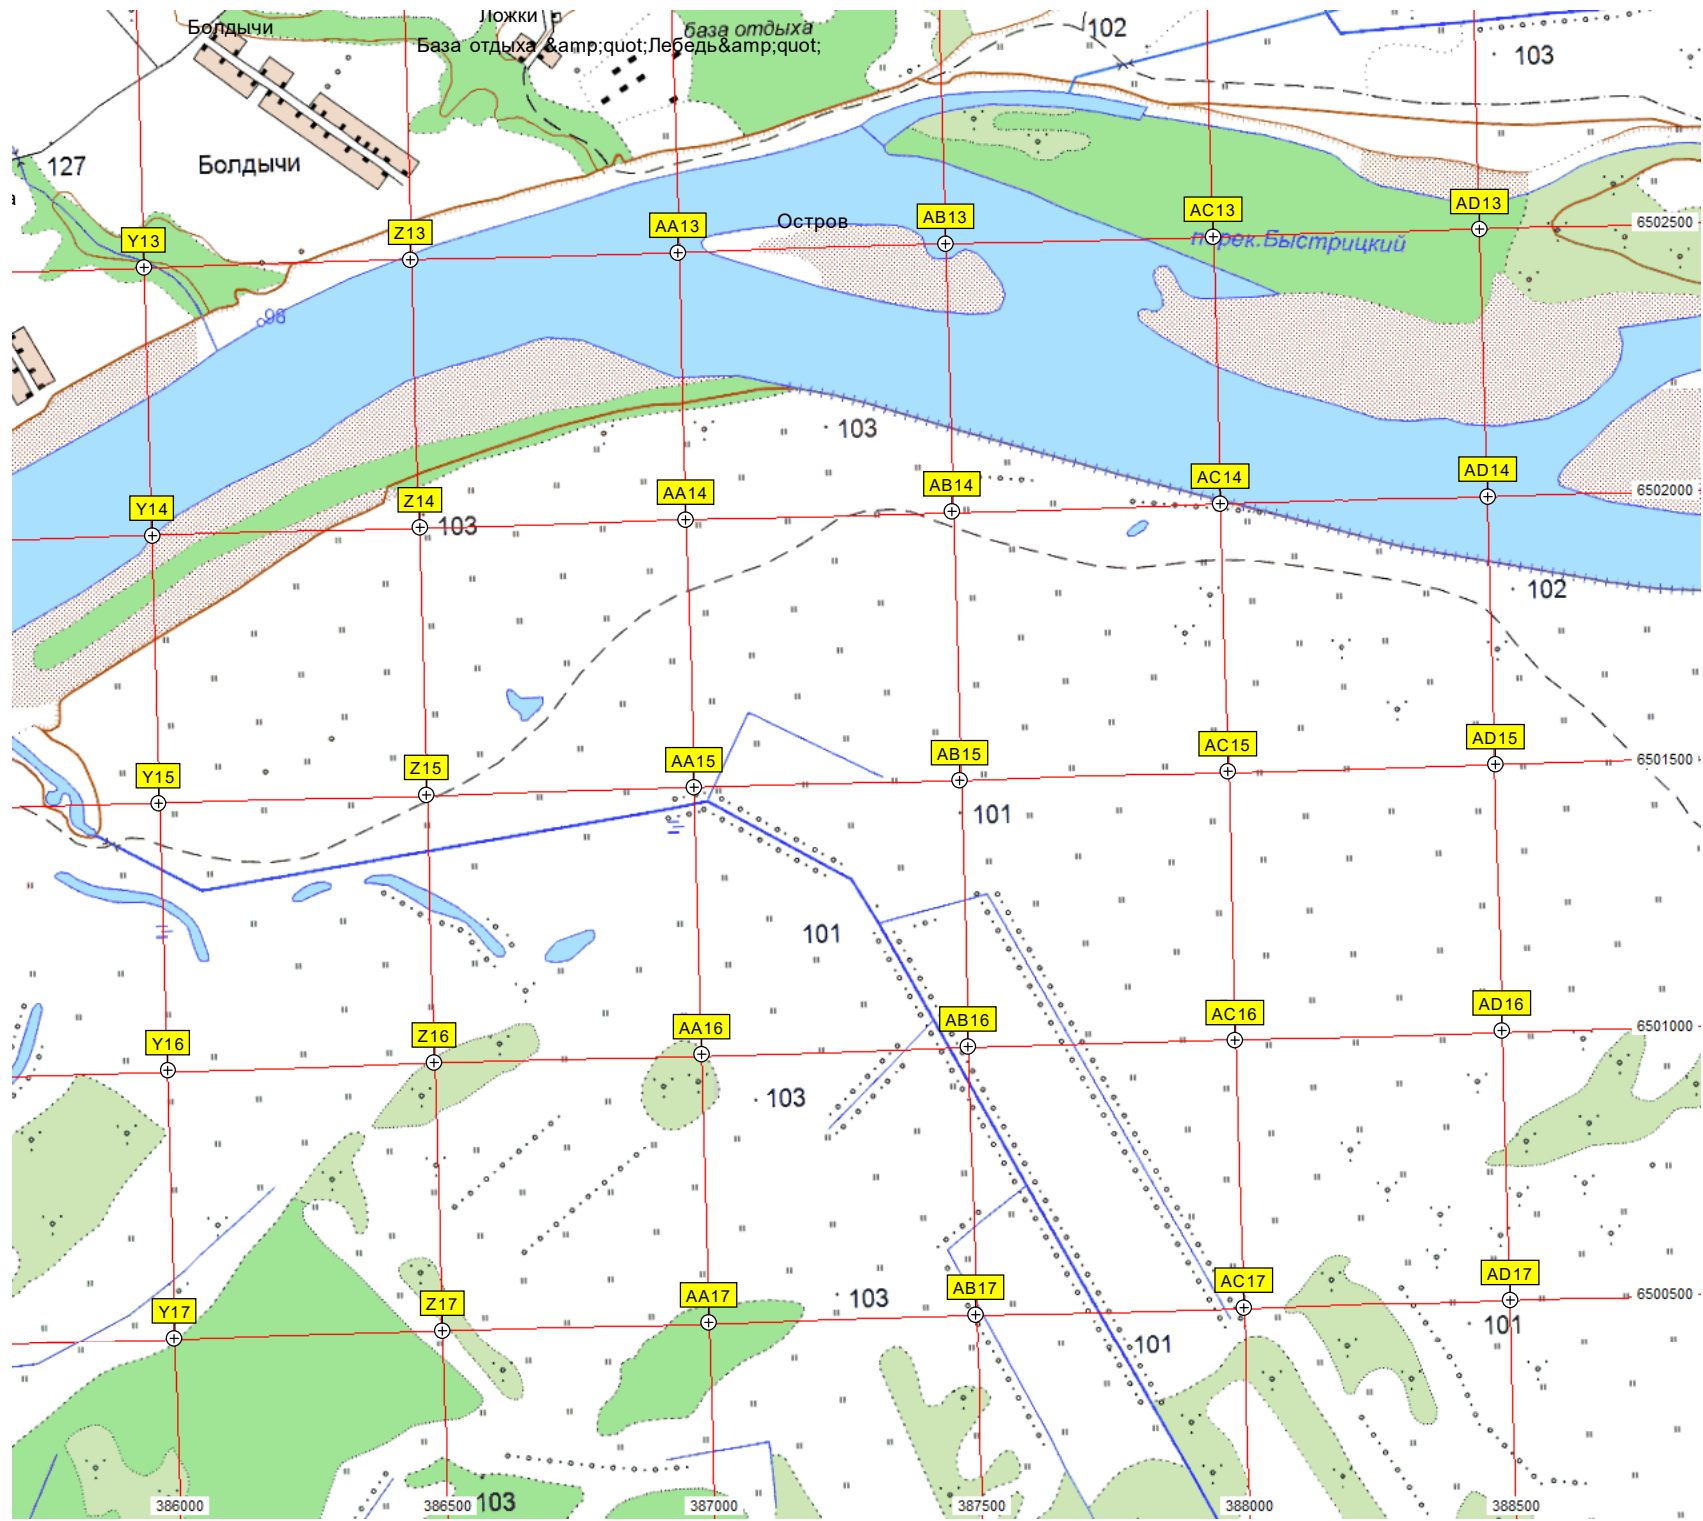 Ложки
102
Болдычи
база отдыха
База отдыха &amp;quot;Лебедь&amp;quot;
103
127
Болдычи
а
AD13
AC13
AB13
AA13
Остров
6502500
Z13
Y13
перек.Быстрицкий
98
103
AD14
AC14
AB14
AA14
6502000
Z14
Y14
103
102
AD15
AC15
AB15
AA15
6501500
Z15
Y15
101
101
AD16
AC16
AB16
AA16
6501000
Z16
Y16
103
AD17
AC17
AB17
AA17
6500500
103
Z17
Y17
101
101
103
386000
386500
387000
387500
388000
388500